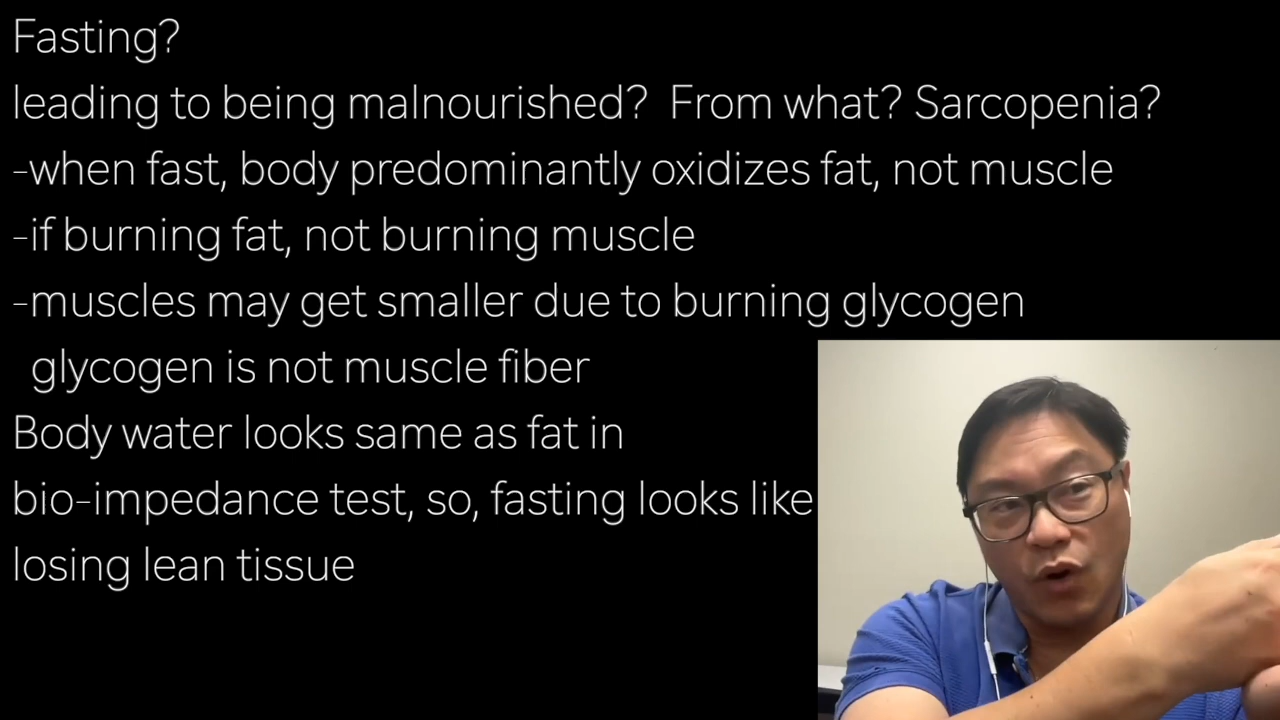 Fasting?
leading to being malnourished? From what? Sarcopenia?
-when fast, body predominantly oxidizes fat, not muscle
-if burning fat, not burning muscle
-muscles may get smaller due to burning glycogen
glycogen is not muscle fiber
Body water looks same as fat in
bio-impedance test, so, fasting looks like
losing lean tissue